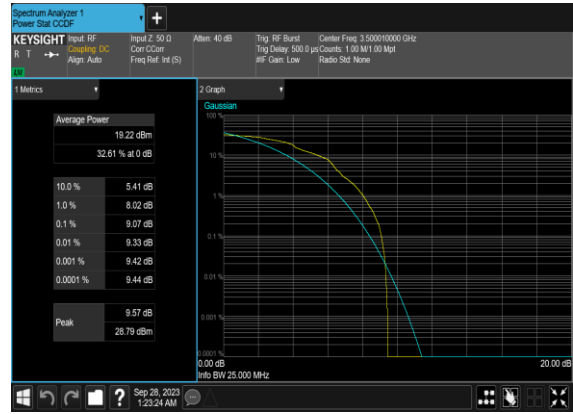 Spectrum Analyzer 1
Power Stat CCDF
KEYSIGHT
R T
Input: RF
Coupling: DC
Align: Auto
Input Z: 50 Ω
Corr CCorr
Freq Ref: Int (S)
Atten: 40 dB
Trig: RF Burst
Trig Delay: 500.0 µs
#IF Gain: Low
Center Freq: 3.500010000 GHz
Counts: 1.00 M/1.00 Mpt
Radio Std: None
1 Metrics
Average Power
19.22 dBm
32.61 % at 0 dB
10.0 % 5.41 dB
1.0 % 8.02 dB
0.1 % 9.07 dB
0.01 % 9.33 dB
0.001 % 9.42 dB
0.0001 % 9.44 dB
Peak
9.57 dB
28.79 dBm
2 Graph
Gaussian
100 %
10 %
1 %
0.1 %
0.01 %
0.001 %
0.0001 %
0.00 dB
20.00 dB
Info BW 25.000 MHz
?
Sep 28, 2023
1:23:24 AM